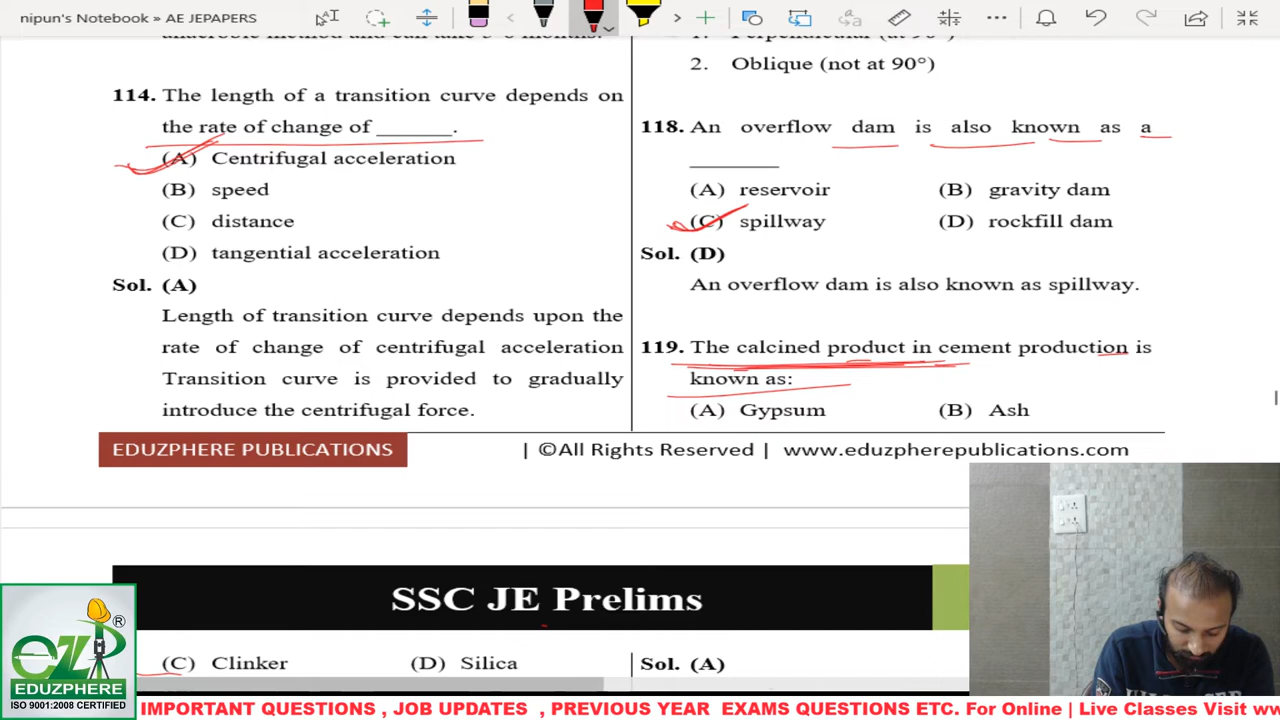 nipun's Notebook » AE JEPAPERS
2. Oblique (not at 90°)
114. The length of a transition curve depends on
the rate of change of _______.
(A) Centrifugal acceleration
(B) speed
(C) distance
(D) tangential acceleration
Sol. (A)
Length of transition curve depends upon the
rate of change of centrifugal acceleration
Transition curve is provided to gradually
introduce the centrifugal force.
118. An overflow dam is also known as a
________
(A) reservoir (B) gravity dam
(C) spillway (D) rockfill dam
Sol. (D)
An overflow dam is also known as spillway.
119. The calcined product in cement production is
known as:
(A) Gypsum (B) Ash
EDUZPHERE PUBLICATIONS | ©All Rights Reserved | www.eduzpherepublications.com
SSC JE Prelims
(C) Clinker (D) Silica
Sol. (A)
EZP ®
EDUZPHERE
ISO 9001:2008 CERTIFIED
IMPORTANT QUESTIONS , JOB UPDATES , PREVIOUS YEAR EXAMS QUESTIONS ETC. For Online | Live Classes Visit ww